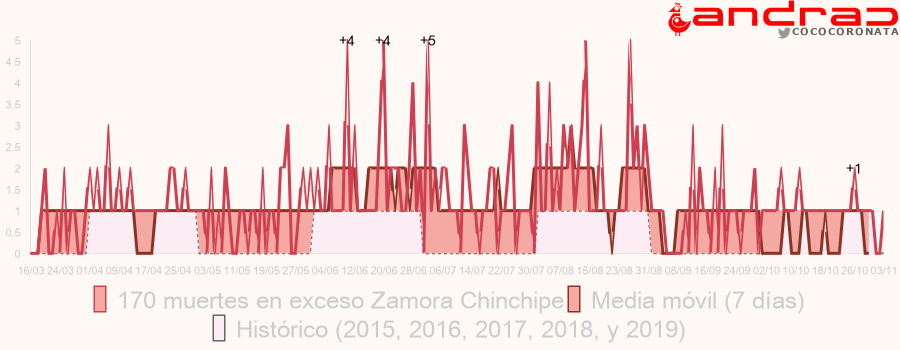 andrac
COCOCORONATA
+4 +4 +5
+1
5
4.5
4
3.5
3
2.5
2
1.5
1
0.5
0
16/03 24/03 01/04 09/04 17/04 25/04 03/05 11/05 19/05 27/05 04/06 12/06 20/06 28/06 06/07 14/07 22/07 30/07 07/08 15/08 23/08 31/08 08/09 16/09 24/09 02/10 10/10 18/10 26/10 03/11
170 muertes en exceso Zamora Chinchipe Media móvil (7 días)
Histórico (2015, 2016, 2017, 2018, y 2019)